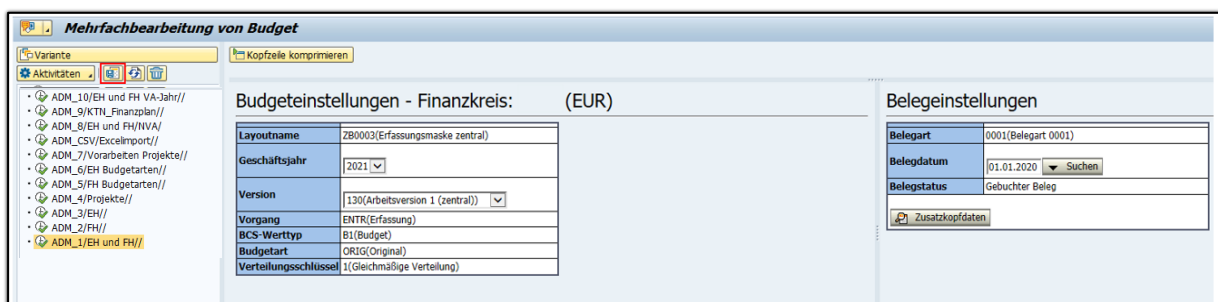 Mehrfachbearbeitung von Budget
Variante
Kopfzeile komprimieren
Aktivitäten
ADM_10/EH und FH VA-Jahr//
ADM_9/KTN_Finanzplan//
ADM_8/EH und FH/NVA/
ADM_CSV/Excelimport//
ADM_7/Vorarbeiten Projekte//
ADM_6/EH Budgetarten//
ADM_5/FH Budgetarten//
ADM_4/Projekte//
ADM_3/EH//
ADM_2/FH//
ADM_1/EH und FH//
Budgeteinstellungen - Finanzkreis: (EUR)
Layoutname ZB0003(Erfassungsmaske zentral)
Geschäftsjahr 2021
Version 130(Arbeitsversion 1 (zentral))
Vorgang ENTR(Erfassung)
BCS-Werttyp B1(Budget)
Budgetart ORIG(Original)
Verteilungsschlüssel 1(Gleichmäßige Verteilung)
Belegeinstellungen
Belegart 0001(Belegart 0001)
Belegdatum 01.01.2020 Suchen
Belegstatus Gebuchter Beleg
Zusatzkopfdaten